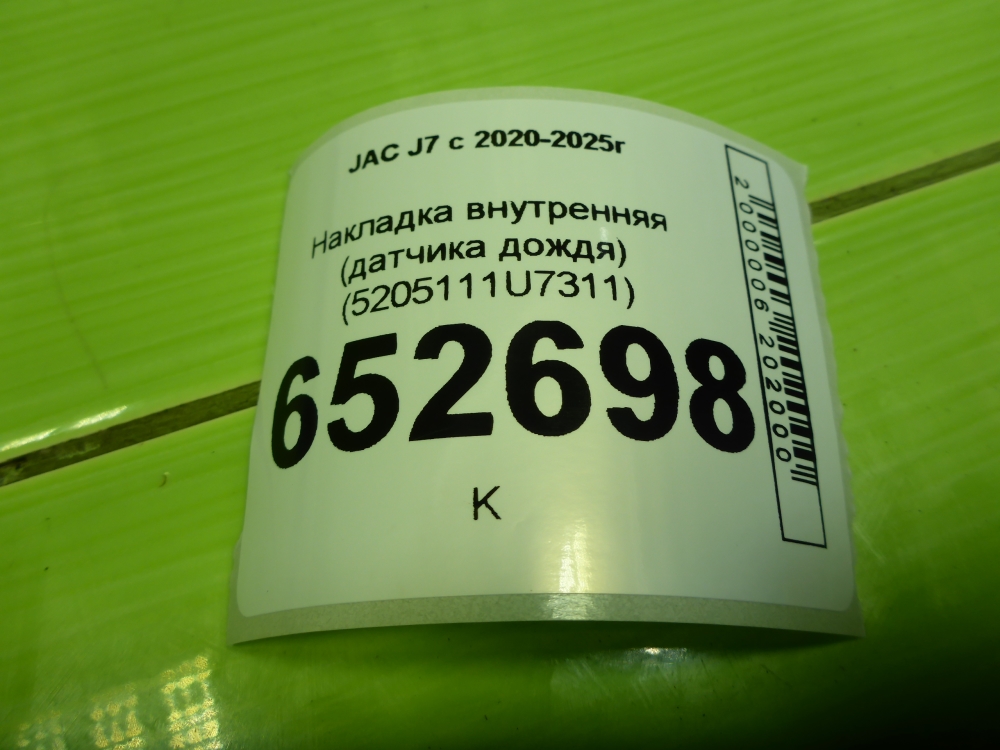 JAC J7 с 2020-2025г
Накладка внутренняя
(датчика дождя)
(5205111U7311)
652698
К
2000006202000